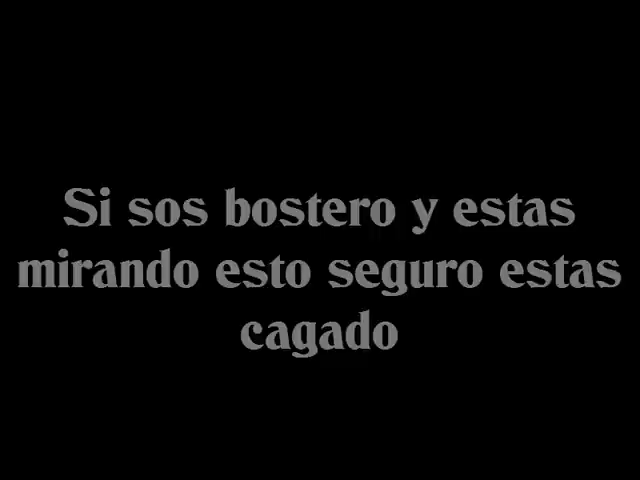 Si sos bostero y estas
mirando esto seguro estas
cagado